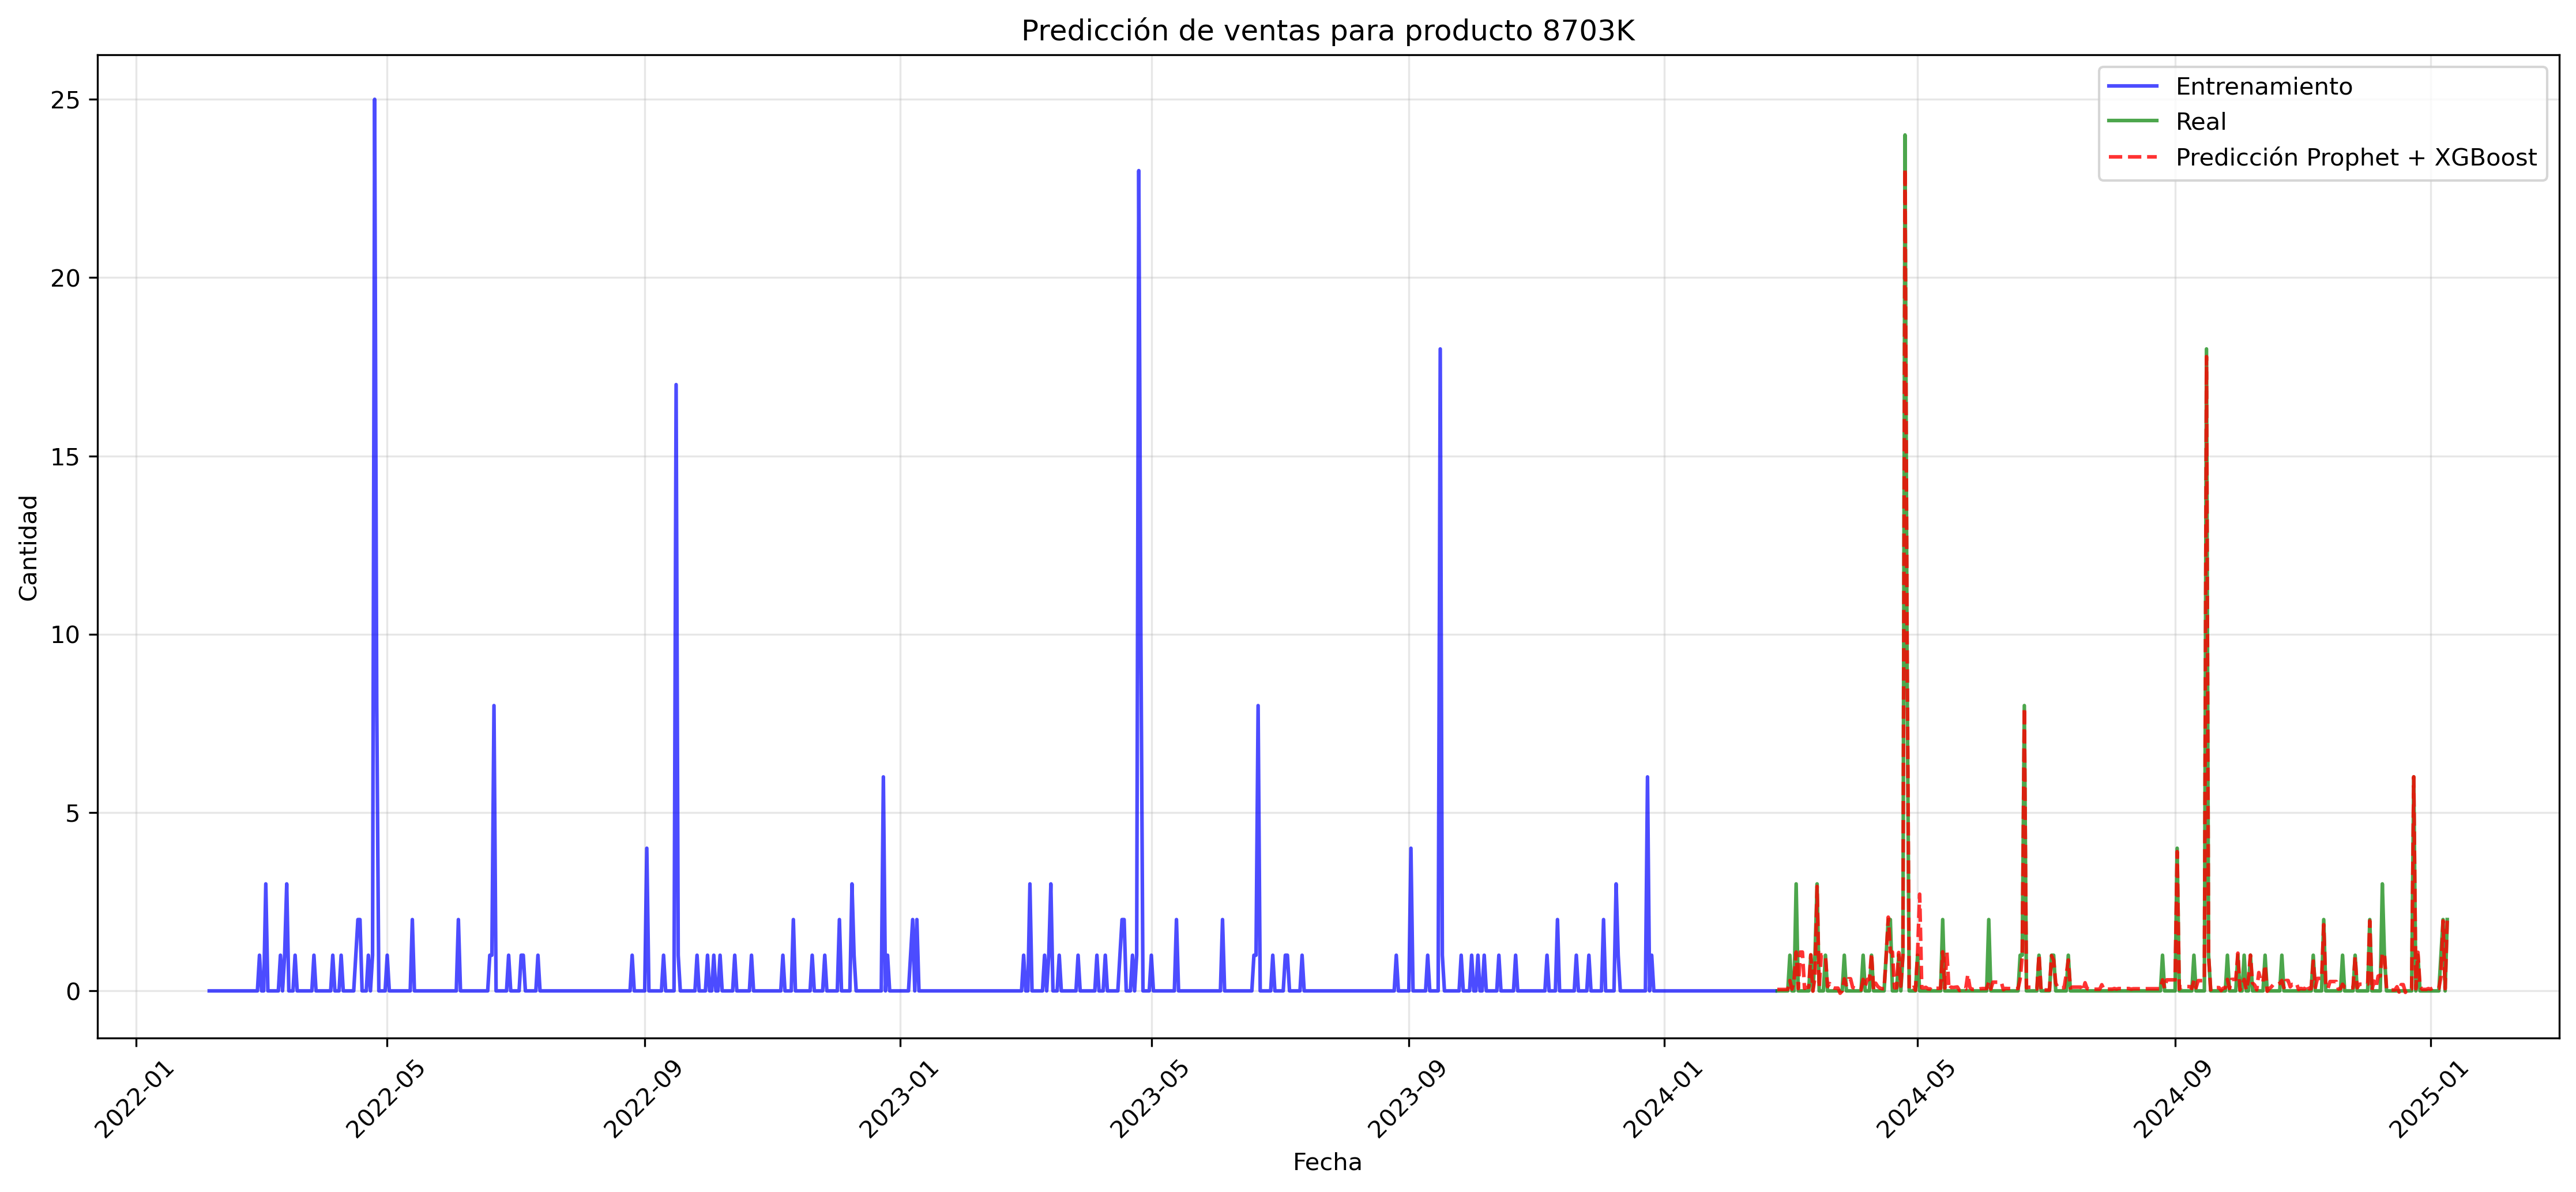 Predicción de ventas para producto 8703K
Entrenamiento
Real
Predicción Prophet + XGBoost
Cantidad
25
20
15
10
5
0
2022-01
2022-05
2022-09
2023-01
2023-05
2023-09
2024-01
2024-05
2024-09
2025-01
Fecha